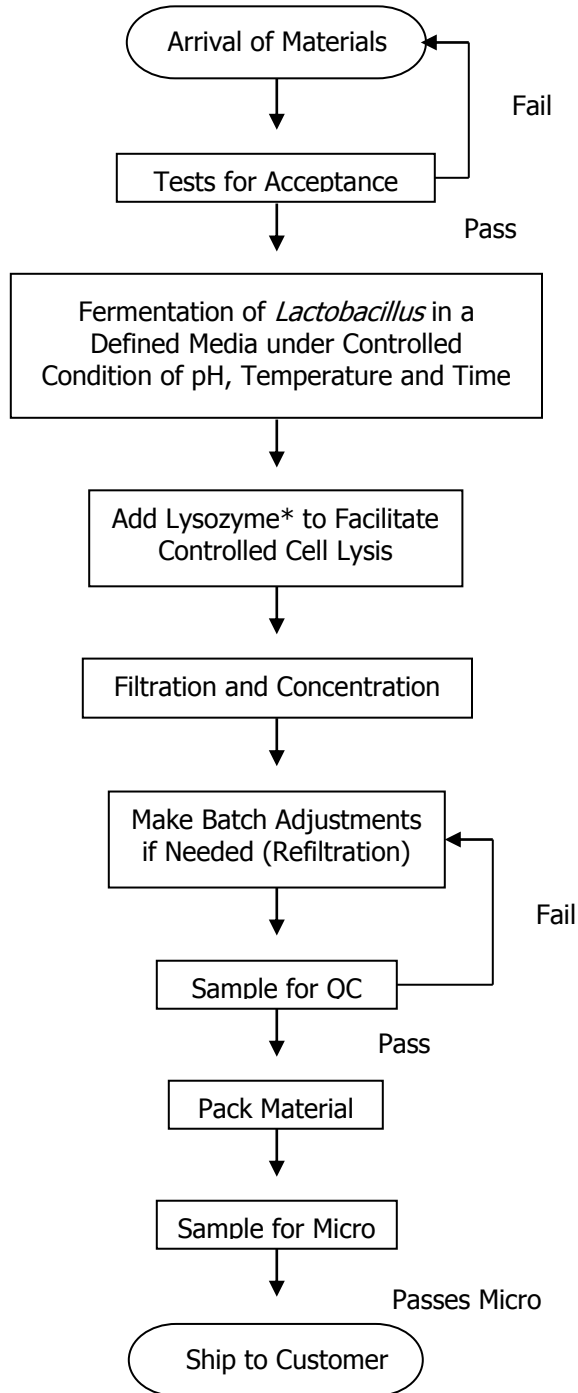 Arrival of Materials
Fail
Tests for Acceptance
Pass
Fermentation of Lactobacillus in a
Defined Media under Controlled
Condition of pH, Temperature and Time
Add Lysozyme* to Facilitate
Controlled Cell Lysis
Filtration and Concentration
Make Batch Adjustments
if Needed (Refiltration)
Fail
Sample for QC
Pass
Pack Material
Sample for Micro
Passes Micro
Ship to Customer